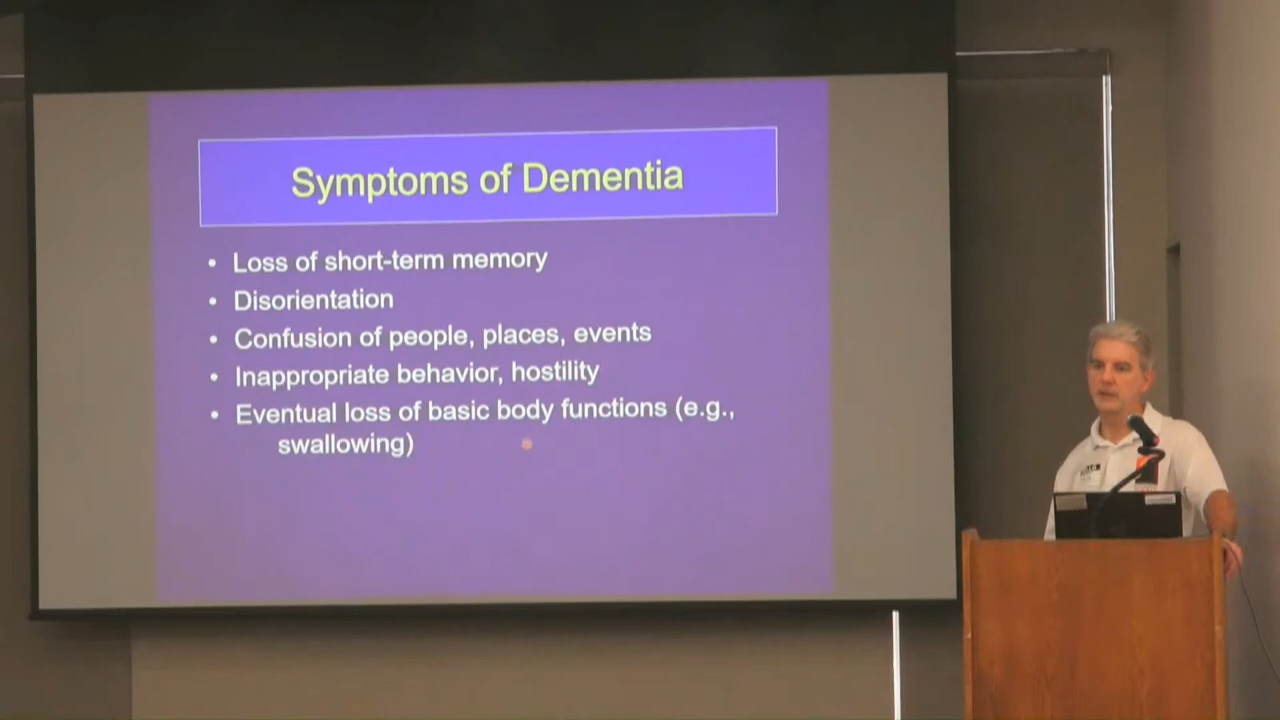 Symptoms of Dementia
• Loss of short-term memory
• Disorientation
• Confusion of people, places, events
• Inappropriate behavior, hostility
• Eventual loss of basic body functions (e.g.,
swallowing)